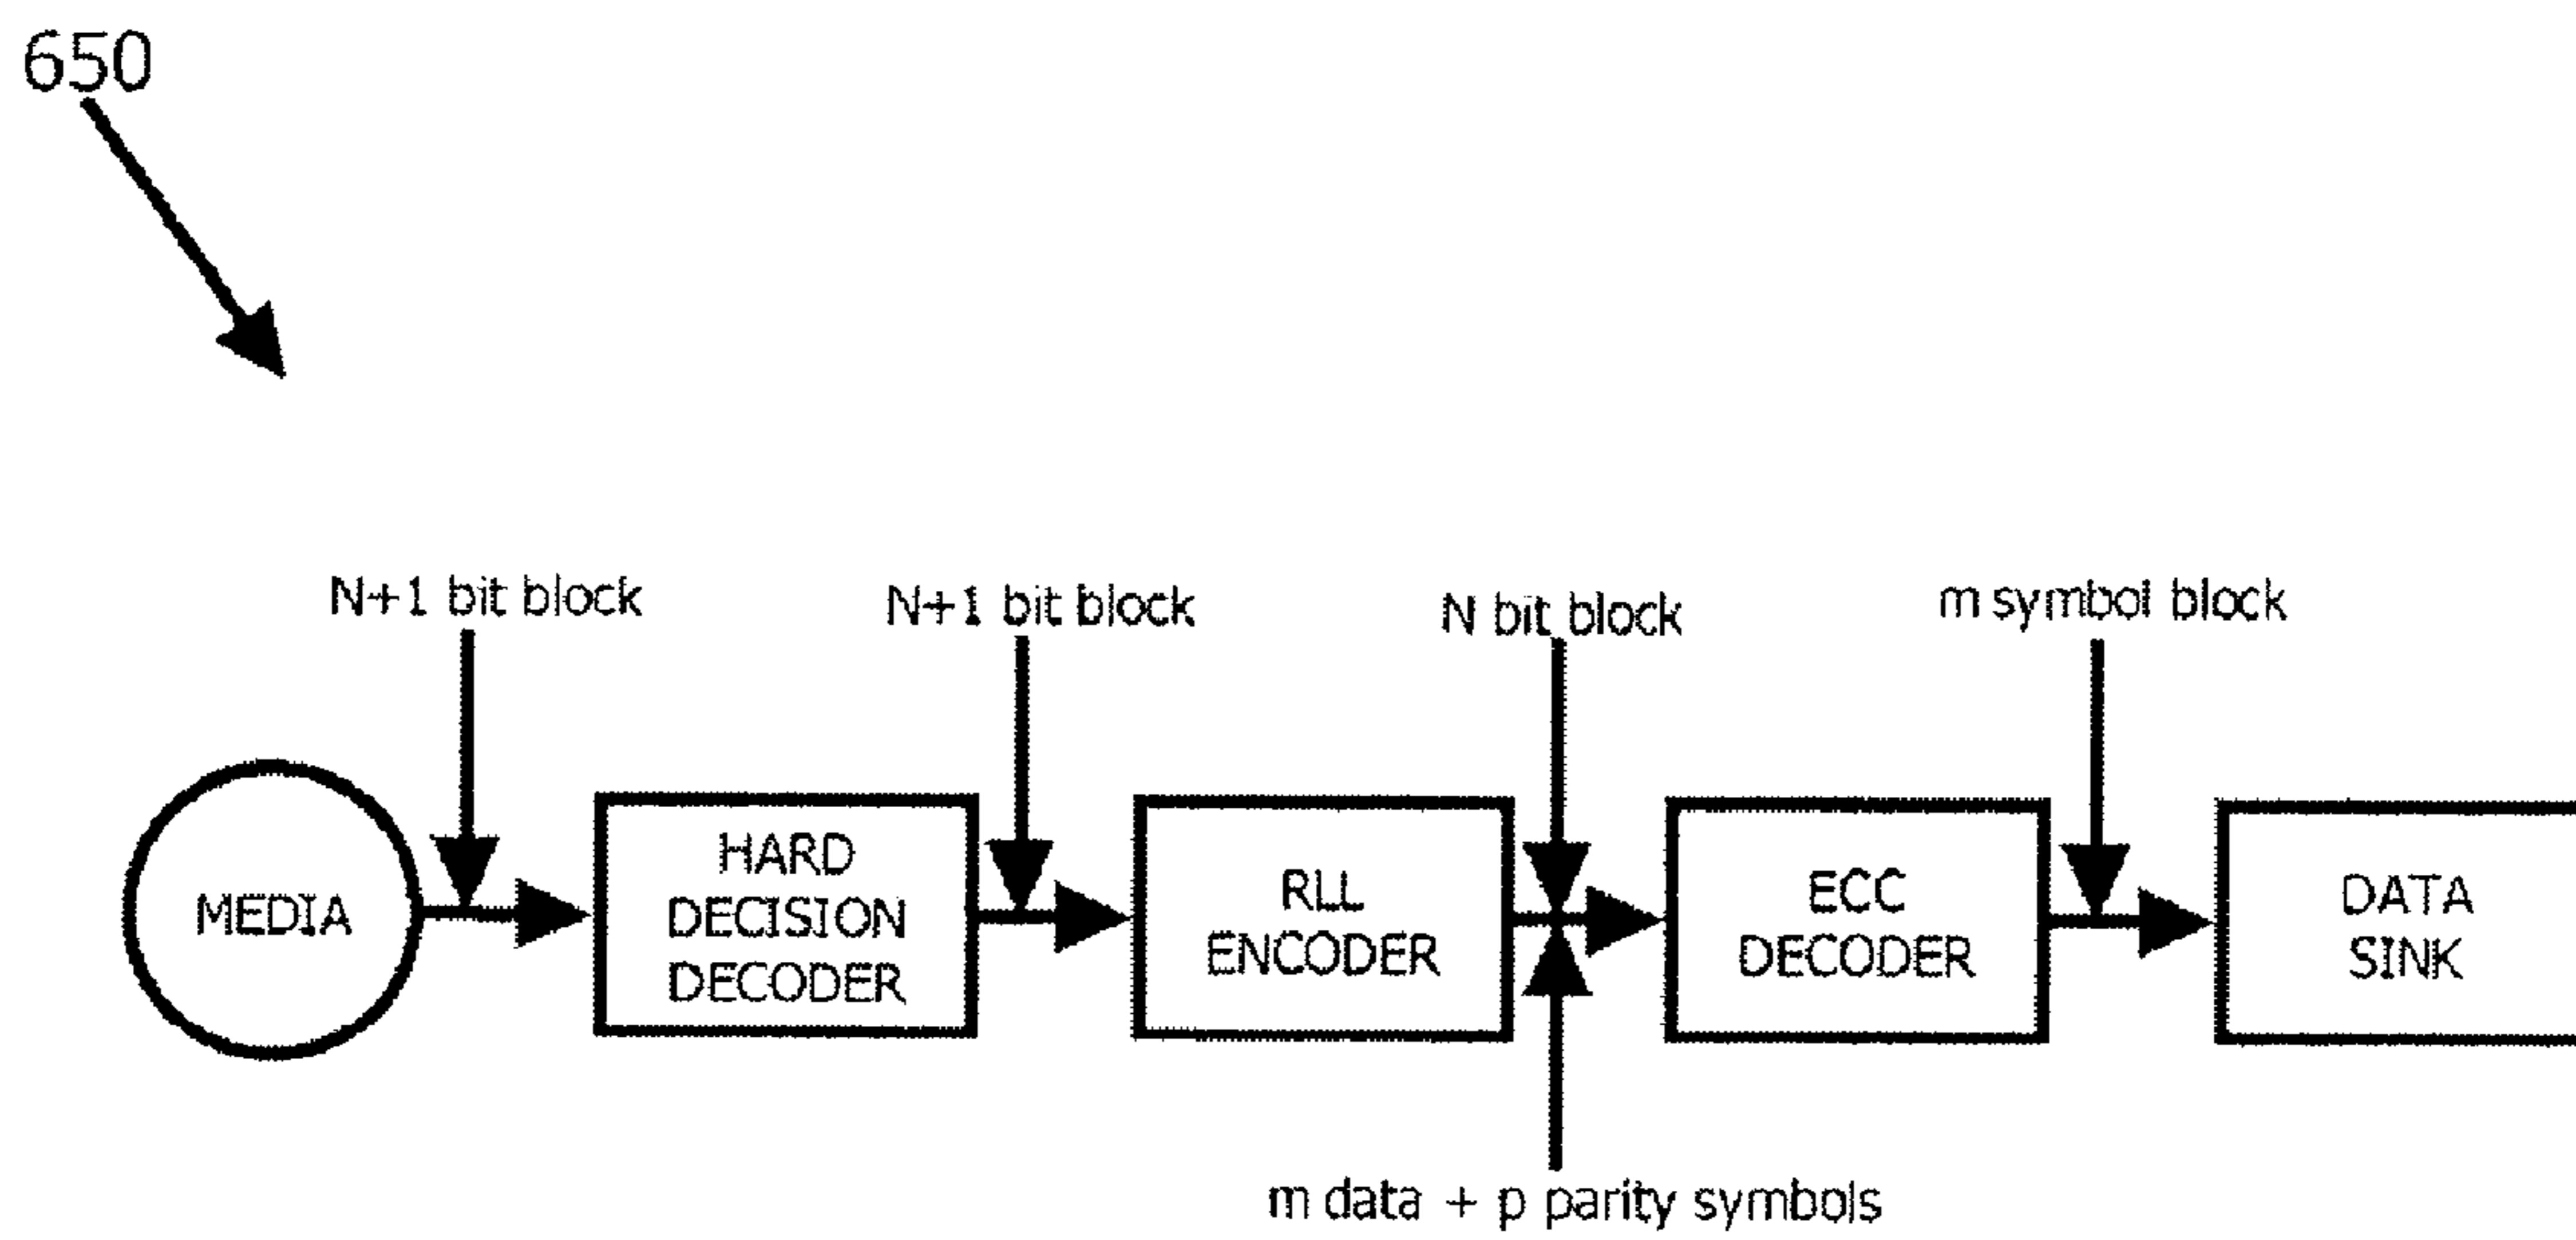 650
N+1 bit block
N+1 bit block
N bit block
m symbol block
MEDIA
HARD
DECISION
DECODER
RLL
ENCODER
ECC
DECODER
DATA
SINK
m data + p parity symbols